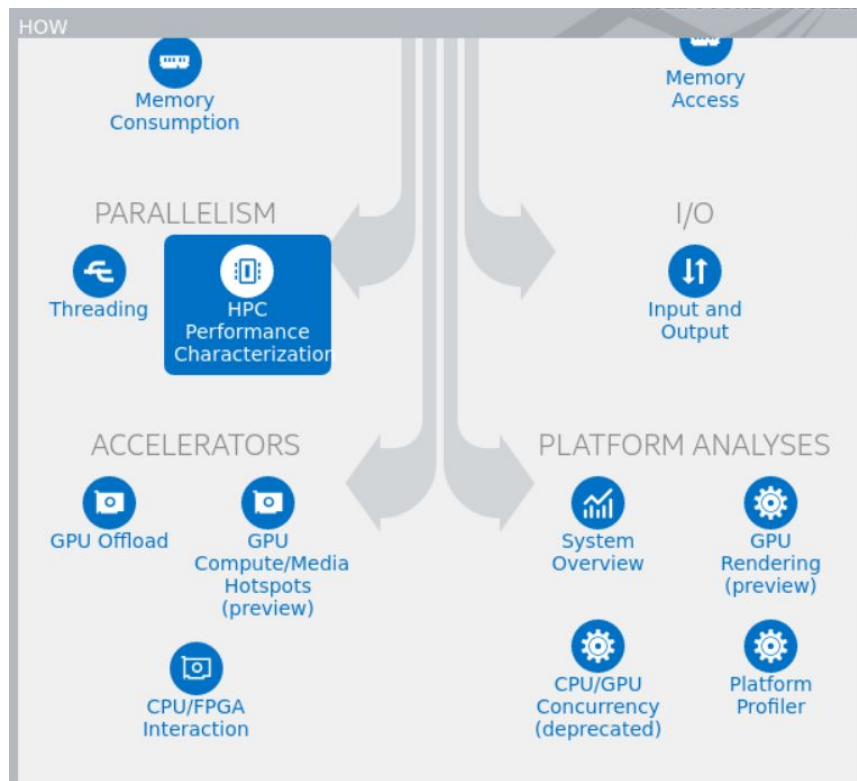 HOW
Memory
Consumption
Memory
Access
PARALLELISM
Threading
HPC
Performance
Characterization
I/O
Input and
Output
ACCELERATORS
GPU Offload
GPU
Compute/Media
Hotspots
(preview)
CPU/FPGA
Interaction
PLATFORM ANALYSES
System
Overview
GPU
Rendering
(preview)
CPU/GPU
Concurrency
(deprecated)
Platform
Profiler